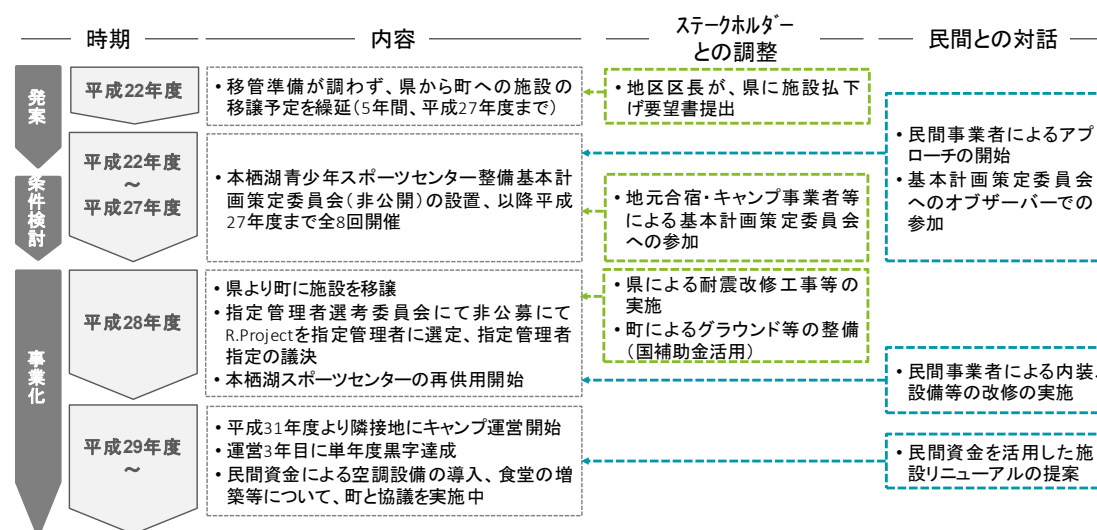 時期
内容
ステークホルダー
との調整
民間との対話
発案
平成22年度
・移管準備が調わず、県から町への施設の
移譲予定を繰延(5年間、平成27年度まで)
・地区区長が、県に施設払下
げ要望書提出
・民間事業者によるアプ
ローチの開始
・基本計画策定委員会
へのオブザーバーでの
参加
条件検討
平成22年度
~
平成27年度
・本栖湖青少年スポーツセンター整備基本計
画策定委員会(非公開)の設置、以降平成
27年度まで全8回開催
・地元合宿・キャンプ事業者等
による基本計画策定委員会
への参加
事業化
平成28年度
・県より町に施設を移譲
・指定管理者選考委員会にて非公募にて
R.Projectを指定管理者に選定、指定管理者
指定の議決
・本栖湖スポーツセンターの再供用開始
・県による耐震改修工事等の
実施
・町によるグラウンド等の整備
(国補助金活用)
・民間事業者による内装、
設備等の改修の実施
平成29年度
~
・平成31年度より隣接地にキャンプ運営開始
・運営3年目に単年度黒字達成
・民間資金による空調設備の導入、食堂の増
築等について、町と協議を実施中
・民間資金を活用した施
設リニューアルの提案